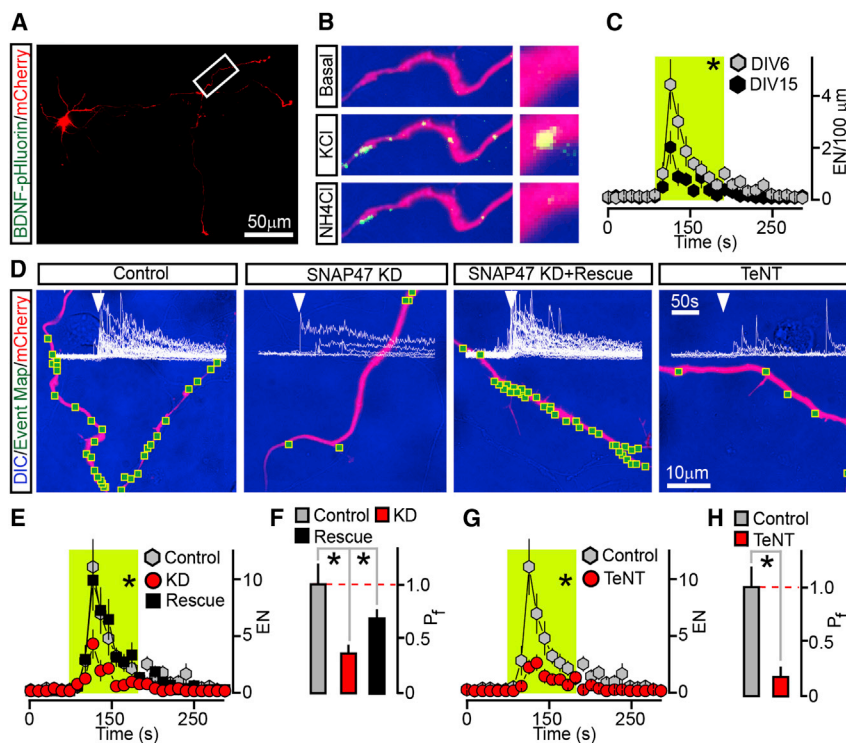 A
BDNF-pHluorin/mCherry
50μm
B
Basal
KCl
NH4Cl
C
DIV6
DIV15
*
4
2
0
EN/100 μm
0 150 250
Time (s)
D
DIC/Event Map/mCherry
Control
SNAP47 KD
SNAP47 KD+Rescue
TeNT
50s
10μm
E
Control
KD
Rescue
*
10
5
0
EN
0 150 250
Time (s)
F
Control KD
Rescue
* *
1.0
0.5
0
Pf
G
Control
TeNT
*
10
5
0
EN
0 150 250
Time (s)
H
Control
TeNT
*
1.0
0.5
0
Pf